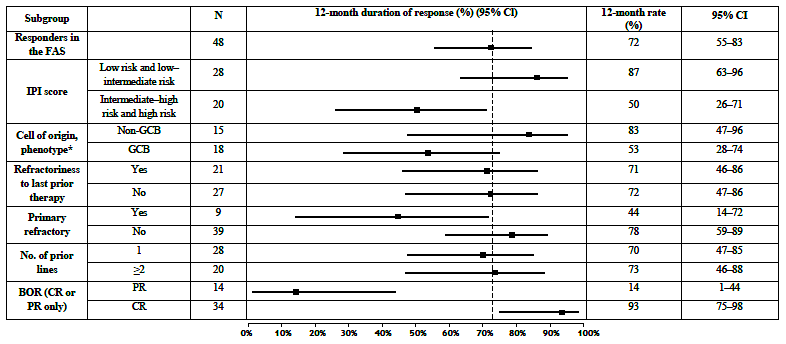 Subgroup N 12-month duration of response (%) (95% CI) 12-month rate (%) 95% CI
Responders in the FAS 48 72 55–83
IPI score
Low risk and low–intermediate risk 28 87 63–96
Intermediate–high risk and high risk 20 50 26–71
Cell of origin, phenotype*
Non-GCB 15 83 47–96
GCB 18 53 28–74
Refractoriness to last prior therapy
Yes 21 71 46–86
No 27 72 47–86
Primary refractory
Yes 9 44 14–72
No 39 78 59–89
No. of prior lines
1 28 70 47–85
≥2 20 73 46–88
BOR (CR or PR only)
PR 14 14 1–44
CR 34 93 75–98
0% 10% 20% 30% 40% 50% 60% 70% 80% 90% 100%